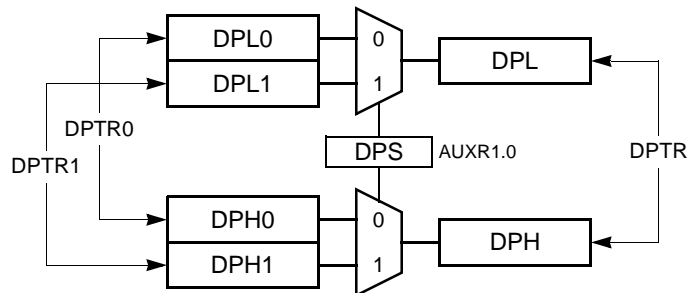 DPL0
0
DPL
DPL1
1
DPTR0
DPS
AUXR1.0
DPTR
DPTR1
DPH0
0
DPH
DPH1
1